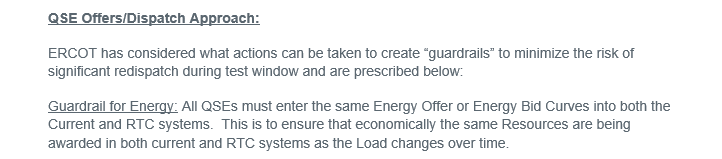 QSE Offers/Dispatch Approach:
ERCOT has considered what actions can be taken to create “guardrails” to minimize the risk of
significant redispatch during test window and are prescribed below:
Guardrail for Energy: All QSEs must enter the same Energy Offer or Energy Bid Curves into both the
Current and RTC systems.  This is to ensure that economically the same Resources are being
awarded in both current and RTC systems as the Load changes over time.